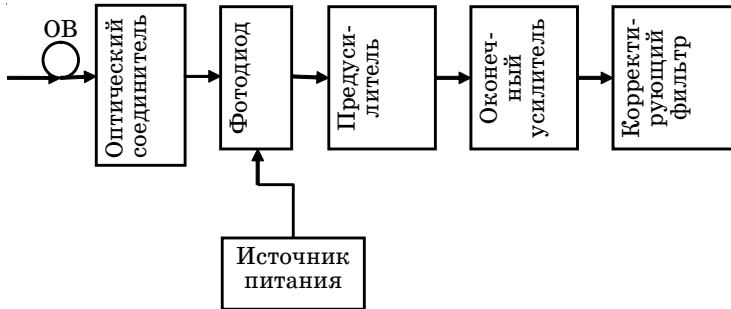 ОВ
Оптический
соединитель
Фотодиод
Предуси-
литель
Оконеч-
ный
усилитель
Корректи-
рующий
фильтр
Источник
питания